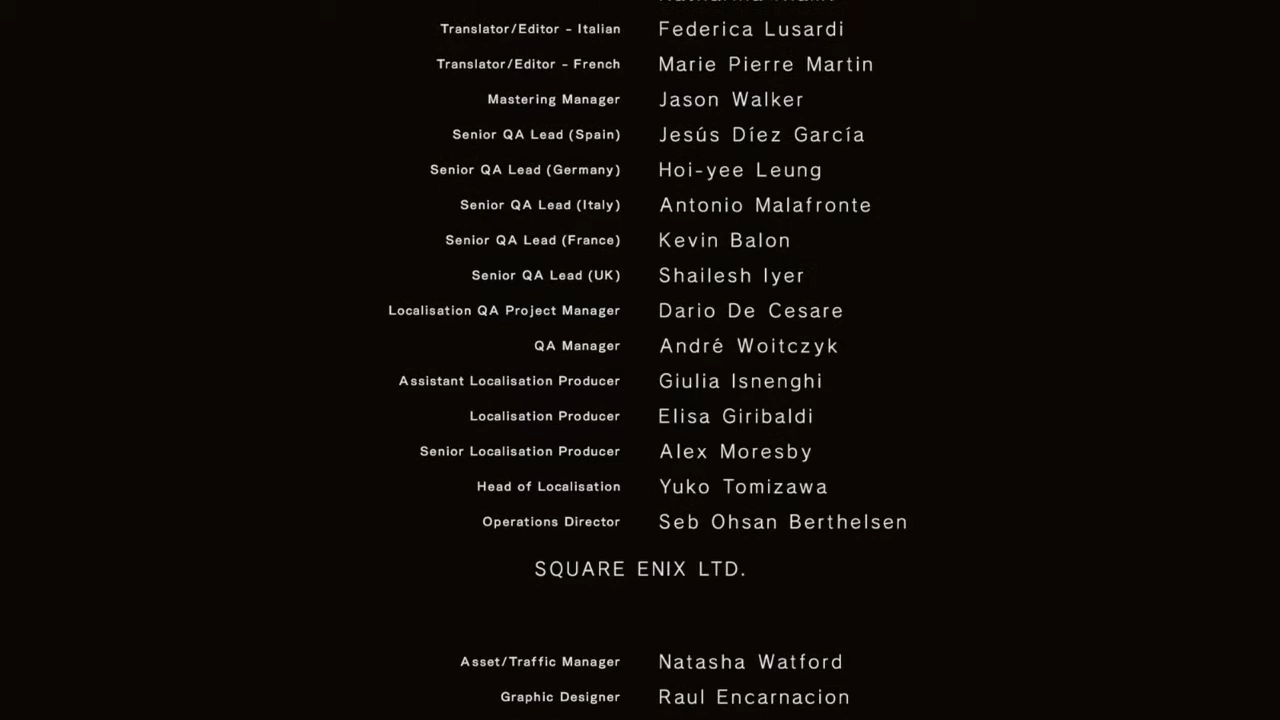 Translator/Editor - Italian Federica Lusardi
Translator/Editor - French Marie Pierre Martin
Mastering Manager Jason Walker
Senior QA Lead (Spain) Jesús Díez García
Senior QA Lead (Germany) Hoi-yee Leung
Senior QA Lead (Italy) Antonio Malafronte
Senior QA Lead (France) Kevin Balon
Senior QA Lead (UK) Shailesh Iyer
Localisation QA Project Manager Dario De Cesare
QA Manager André Woitczyk
Assistant Localisation Producer Giulia Isnenghi
Localisation Producer Elisa Giribaldi
Senior Localisation Producer Alex Moresby
Head of Localisation Yuko Tomizawa
Operations Director Seb Ohsan Berthelsen
SQUARE ENIX LTD.
Asset/Traffic Manager Natasha Watford
Graphic Designer Raul Encarnacion